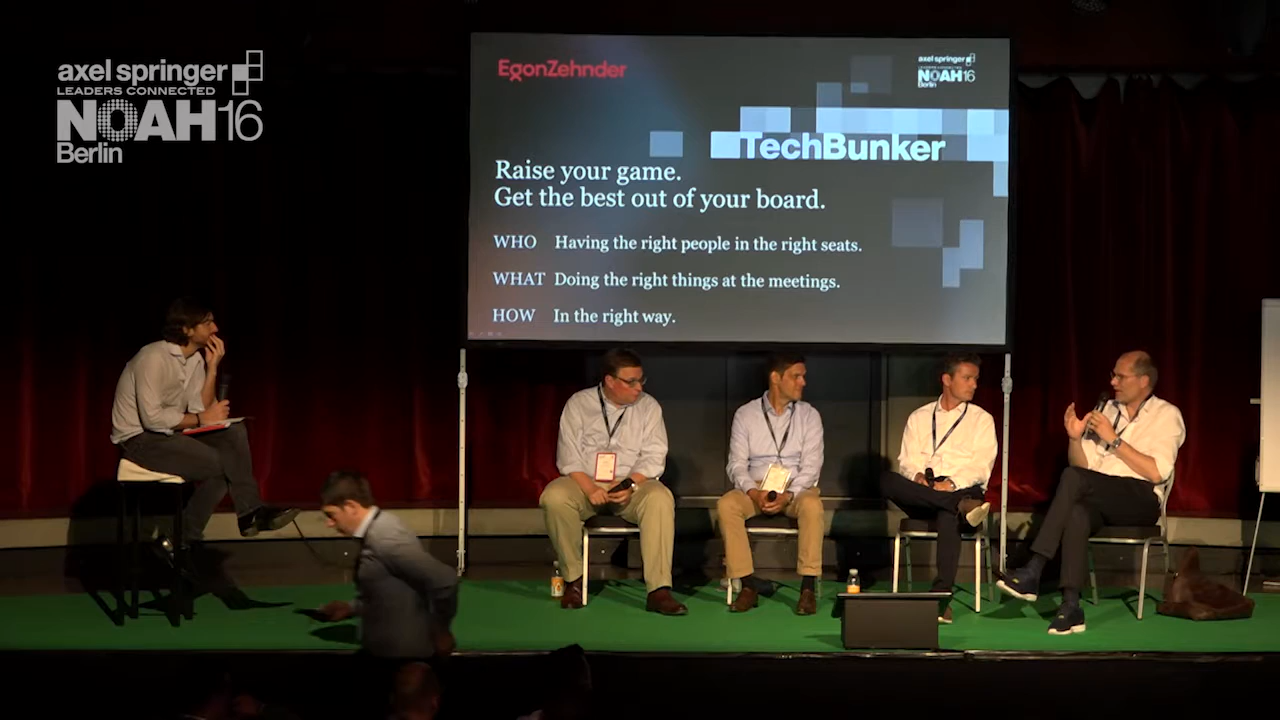 axel springer
LEADERS CONNECTED
NOAH16
Berlin
EgonZehnder
axel springer
LEADERS CONNECTED
NOAH16
Berlin
TechBunker
Raise your game.
Get the best out of your board.
WHO Having the right people in the right seats.
WHAT Doing the right things at the meetings.
HOW In the right way.